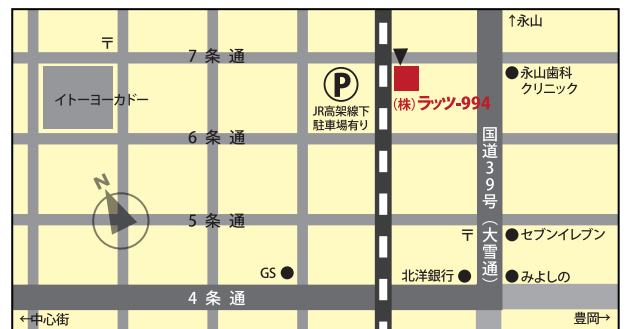 ↑永山
〒
7条通
永山歯科
クリニック
イトーヨーカドー
P
(株)ラッツ-994
JR高架線下
駐車場有り
6条通
国道39号(大雪通)
N
5条通
〒
セブンイレブン
GS
北洋銀行
みよしの
4条通
←中心街
豊岡→